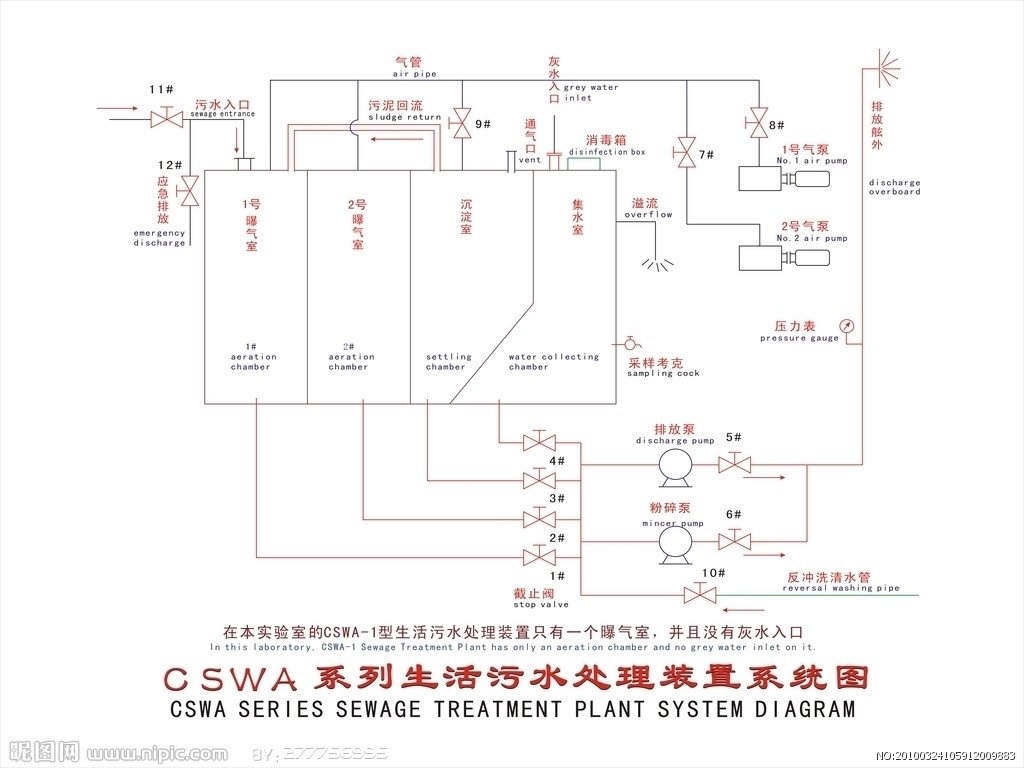 气管
air pipe
灰水入口
grey water
inlet
11#
污水入口
sewage entrance
污泥回流
sludge return
9#
通气口
vent
消毒箱
disinfection box
8#
7#
1号气泵
No.1 air pump
排放舷外
discharge
overboard
12#
应急排放
emergency
discharge
1号曝气室
2号曝气室
沉淀室
集水室
溢流
overflow
2号气泵
No.2 air pump
压力表
pressure gauge
1#
aeration
chamber
2#
aeration
chamber
settling
chamber
water collecting
chamber
采样考克
sampling cock
排放泵
discharge pump
5#
4#
3#
粉碎泵
mincer pump
6#
2#
1#
截止阀
stop valve
10#
反冲洗清水管
reversal washing pipe
在本实验室的CSWA-1型生活污水处理装置只有一个曝气室，并且没有灰水入口
In this laboratory, CSWA-1 Sewage Treatment Plant has only an aeration chamber and no grey water inlet on it.
CSWA 系列生活污水处理装置系统图
CSWA SERIES SEWAGE TREATMENT PLANT SYSTEM DIAGRAM
昵图网 www.nipic.com
BY: 277756995
NO:20100324105912009883